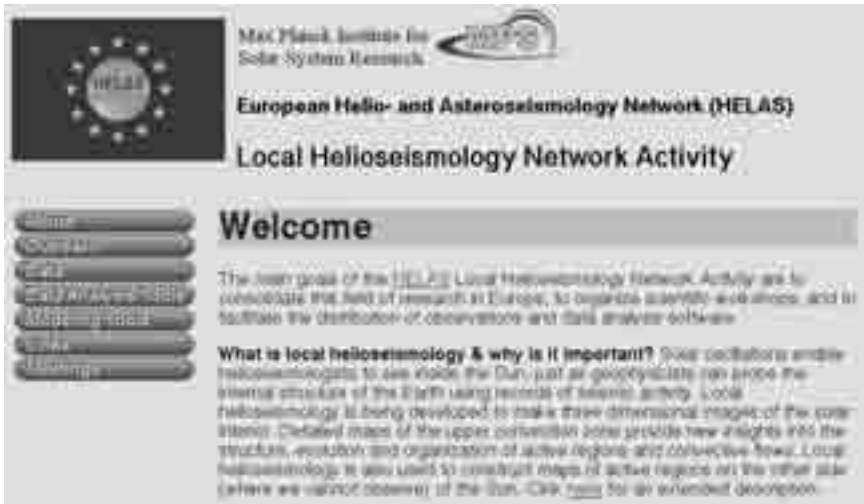 HELAS
Max Planck Institute for
Solar System Research
European Helio- and Asteroseismology Network (HELAS)
Local Helioseismology Network Activity
Home
Welcome
The main goals of the HELAS Local Helioseismology Network Activity are to
consolidate this field of research in Europe, to organize scientific workshops, and to
facilitate the distribution of observations and data analysis software.
What is local helioseismology & why is it important? Solar oscillations enable
helioseismologists to see inside the Sun, just as geophysicists can probe the
internal structure of the Earth using records of seismic activity. Local
helioseismology is being developed to make three dimensional images of the solar
interior. Detailed maps of the upper convection zone provide new insights into the
structure, evolution and organization of active regions and convective flows. Local
helioseismology is also used to construct maps of active regions on the other side
(where we cannot observe) of the Sun. Click here for an extended description.